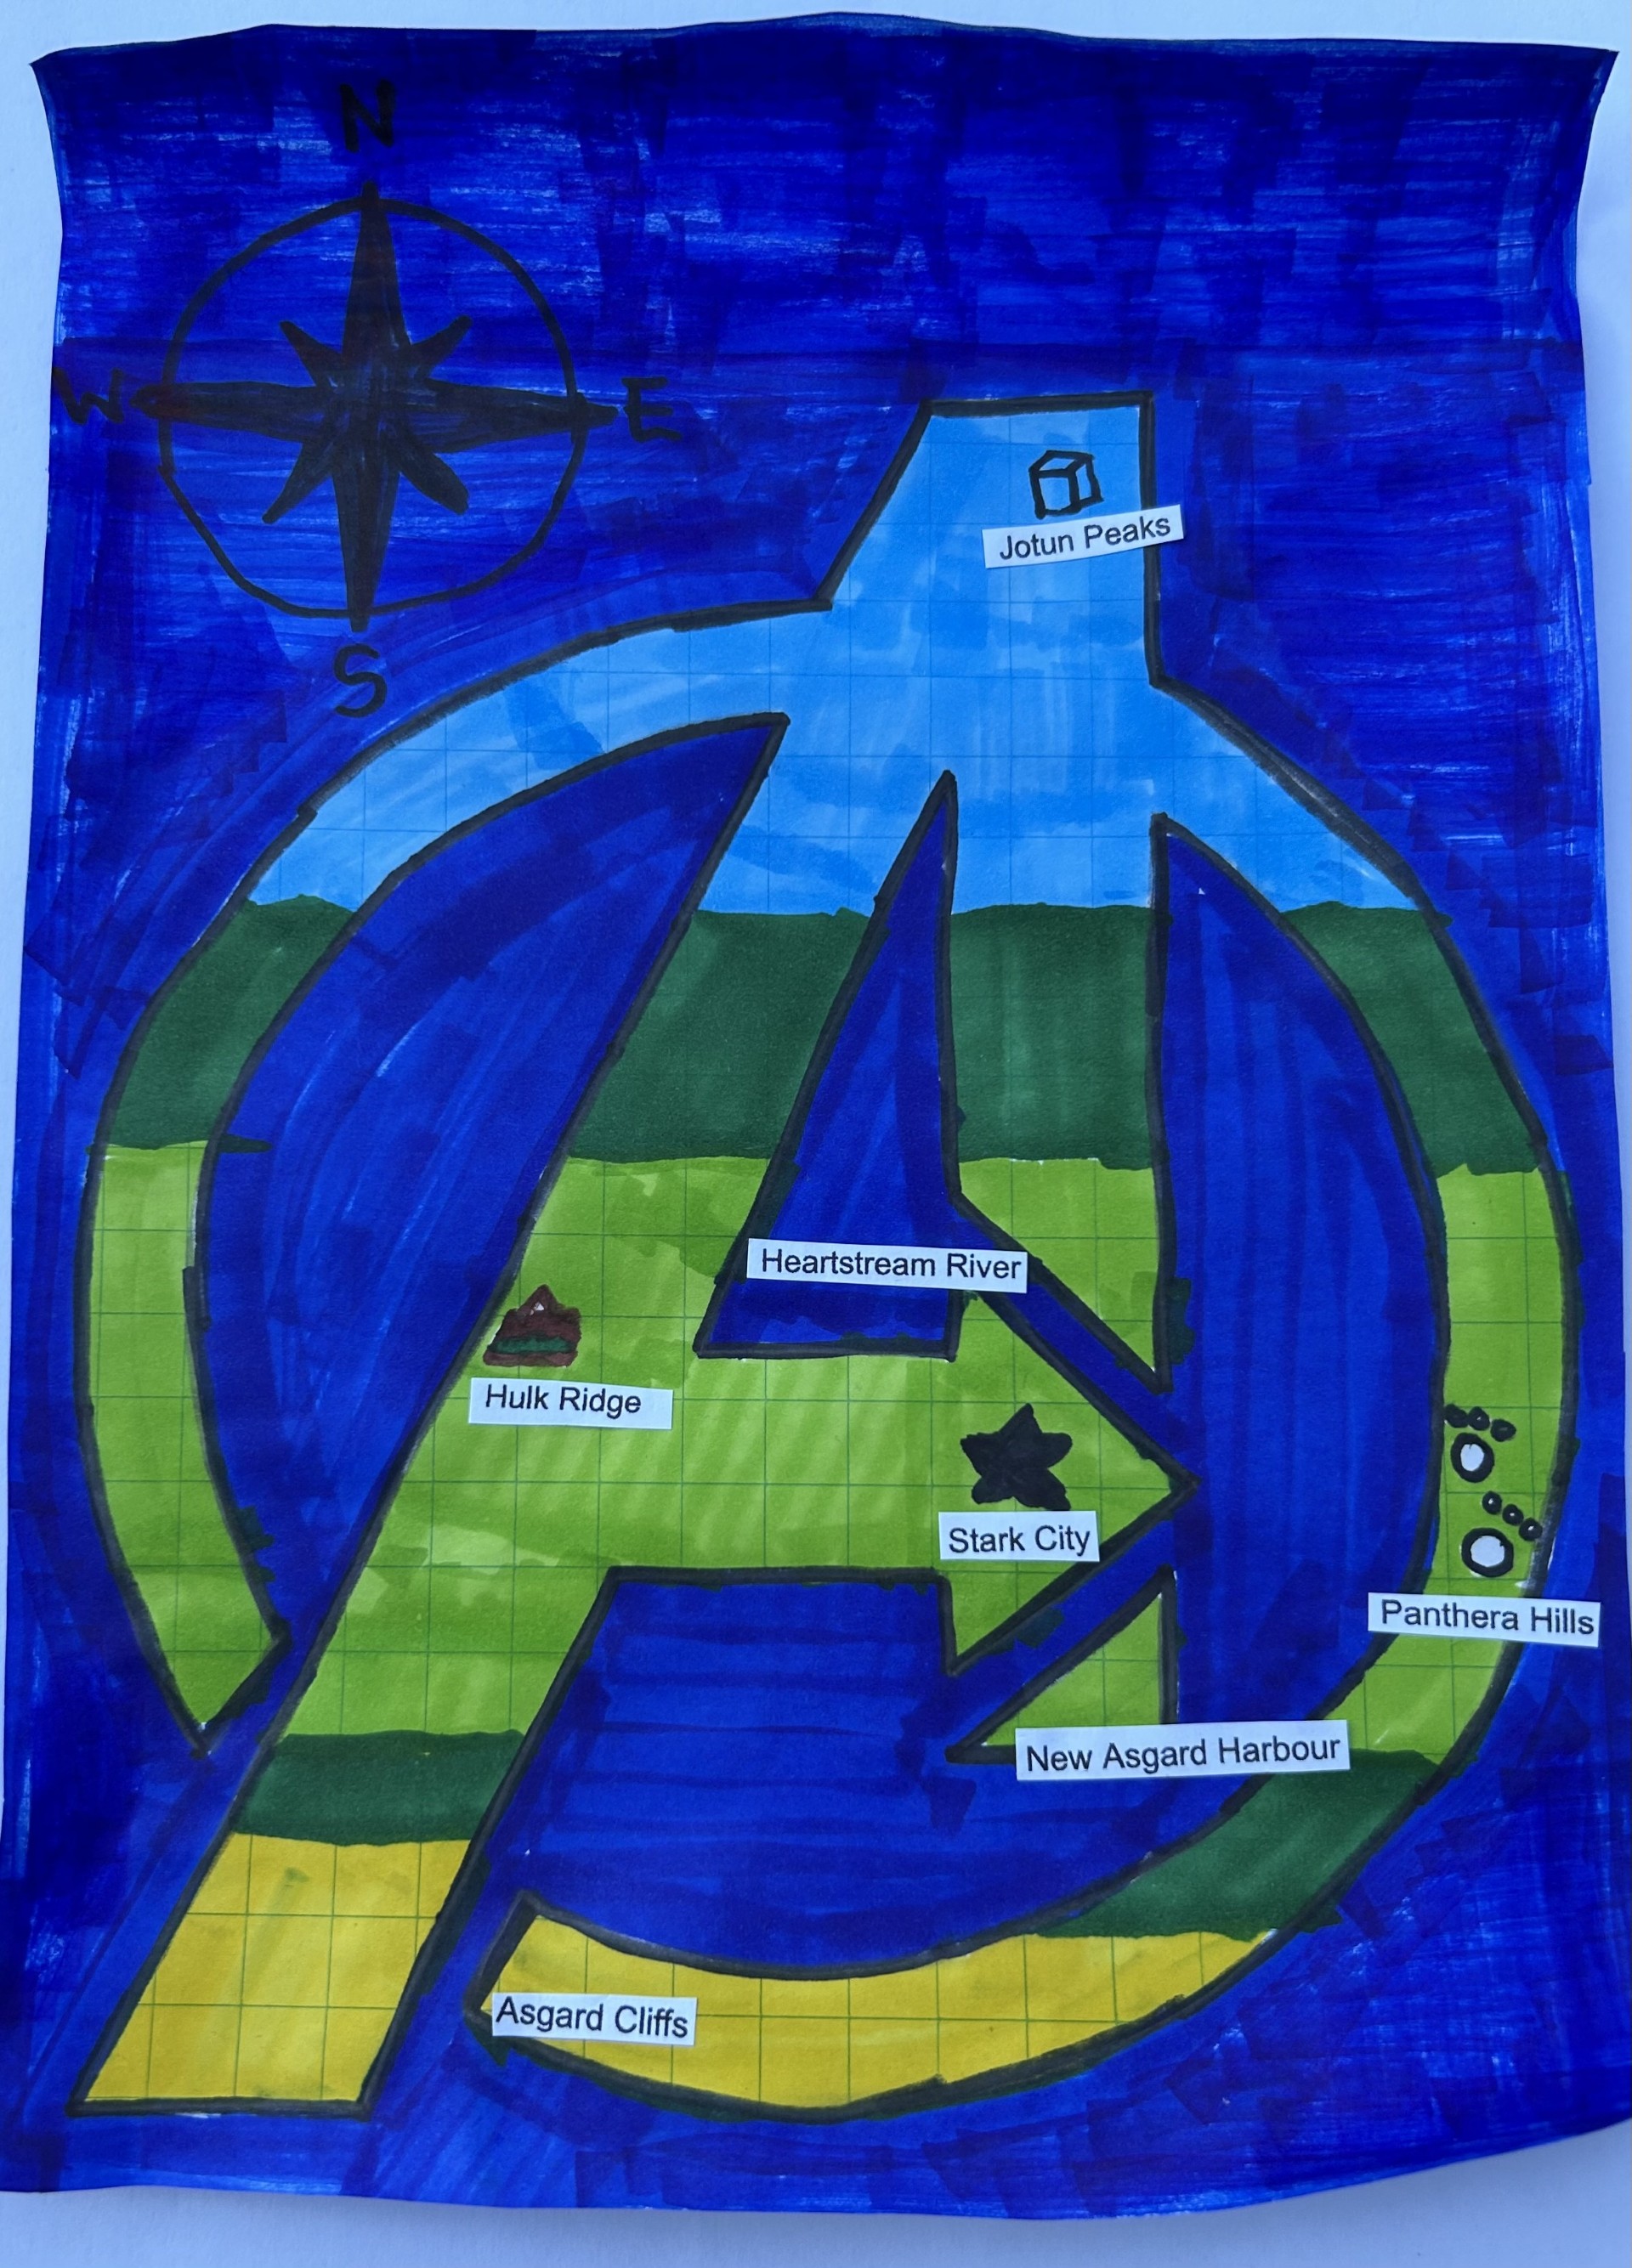 N
W
E
S
Jotun Peaks
Heartstream River
Hulk Ridge
Stark City
Panthera Hills
New Asgard Harbour
Asgard Cliffs